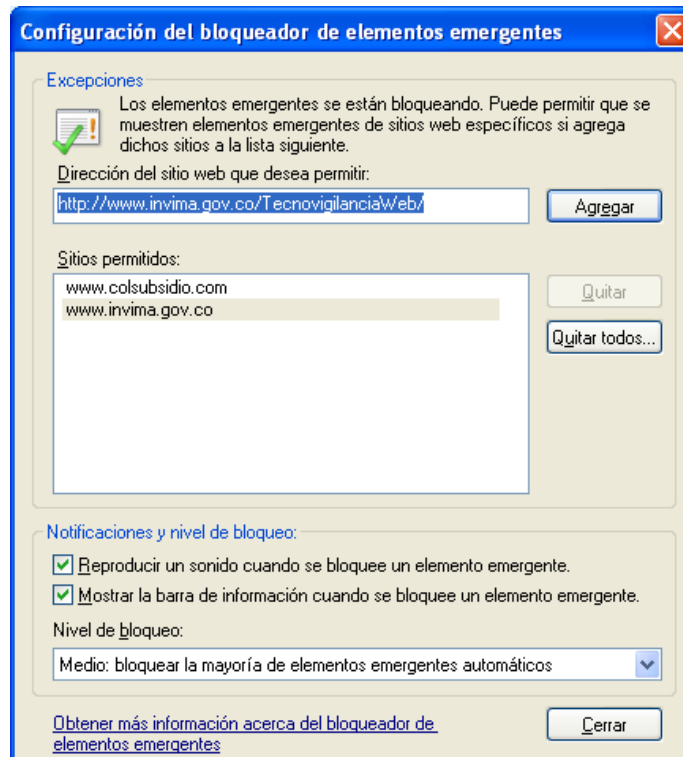 Configuración del bloqueador de elementos emergentes
Excepciones
Los elementos emergentes se están bloqueando. Puede permitir que se
muestren elementos emergentes de sitios web específicos si agrega
dichos sitios a la lista siguiente.
Dirección del sitio web que desea permitir:
http://www.invima.gov.co/TecnovigilanciaWeb/
Agregar
Sitios permitidos:
www.colsubsidio.com
www.invima.gov.co
Quitar
Quitar todos...
Notificaciones y nivel de bloqueo:
Reproducir un sonido cuando se bloquee un elemento emergente.
Mostrar la barra de información cuando se bloquee un elemento emergente.
Nivel de bloqueo:
Medio: bloquear la mayoría de elementos emergentes automáticos
Obtener más información acerca del bloqueador de
elementos emergentes
Cerrar